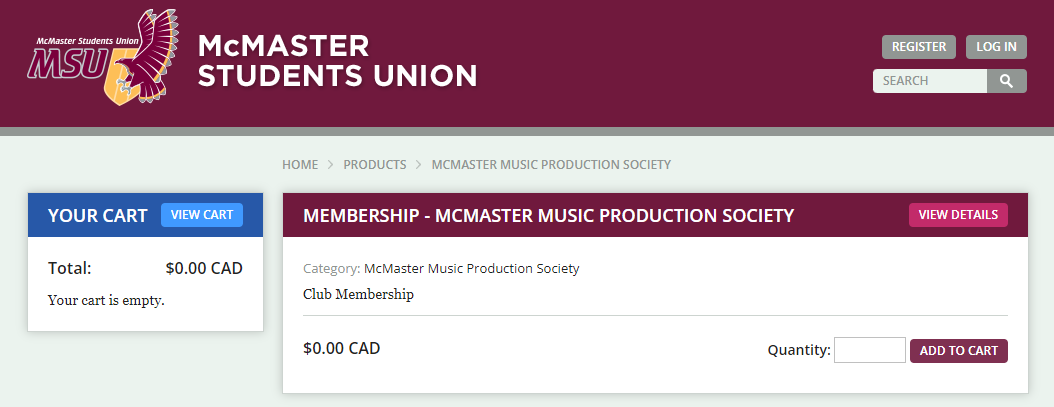 McMaster Students Union
MSU
McMASTER
STUDENTS UNION
REGISTER
LOG IN
SEARCH
HOME
PRODUCTS
MCMASTER MUSIC PRODUCTION SOCIETY
YOUR CART
VIEW CART
Total:
$0.00 CAD
Your cart is empty.
MEMBERSHIP - MCMASTER MUSIC PRODUCTION SOCIETY
VIEW DETAILS
Category: McMaster Music Production Society
Club Membership
$0.00 CAD
Quantity:
ADD TO CART